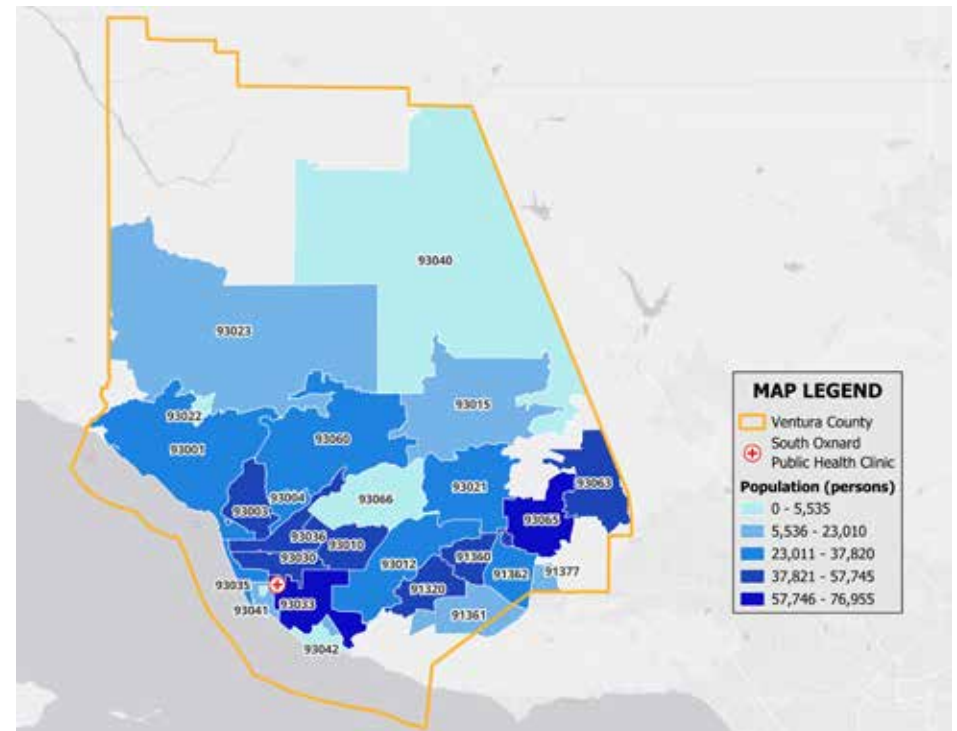 93040
93023
93015
93022
93001
93060
93066
93021
93063
93003
93004
93065
93036
93010
93030
93012
91360
91362
91377
93035
91320
93041
93033
91361
93042
MAP LEGEND
Ventura County
South Oxnard
Public Health Clinic
Population (persons)
0 - 5,535
5,536 - 23,010
23,011 - 37,820
37,821 - 57,745
57,746 - 76,955